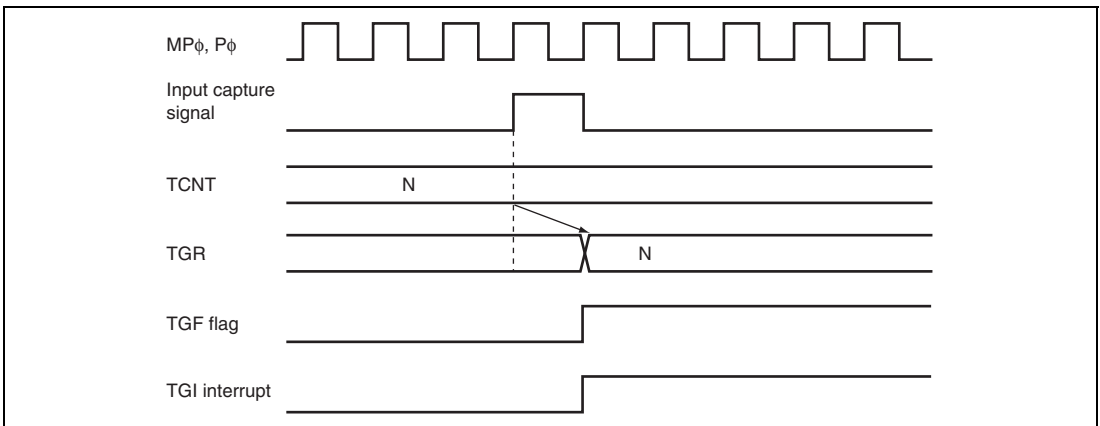 MPφ, Pφ
Input capture
signal
TCNT
N
TGR
N
TGF flag
TGI interrupt